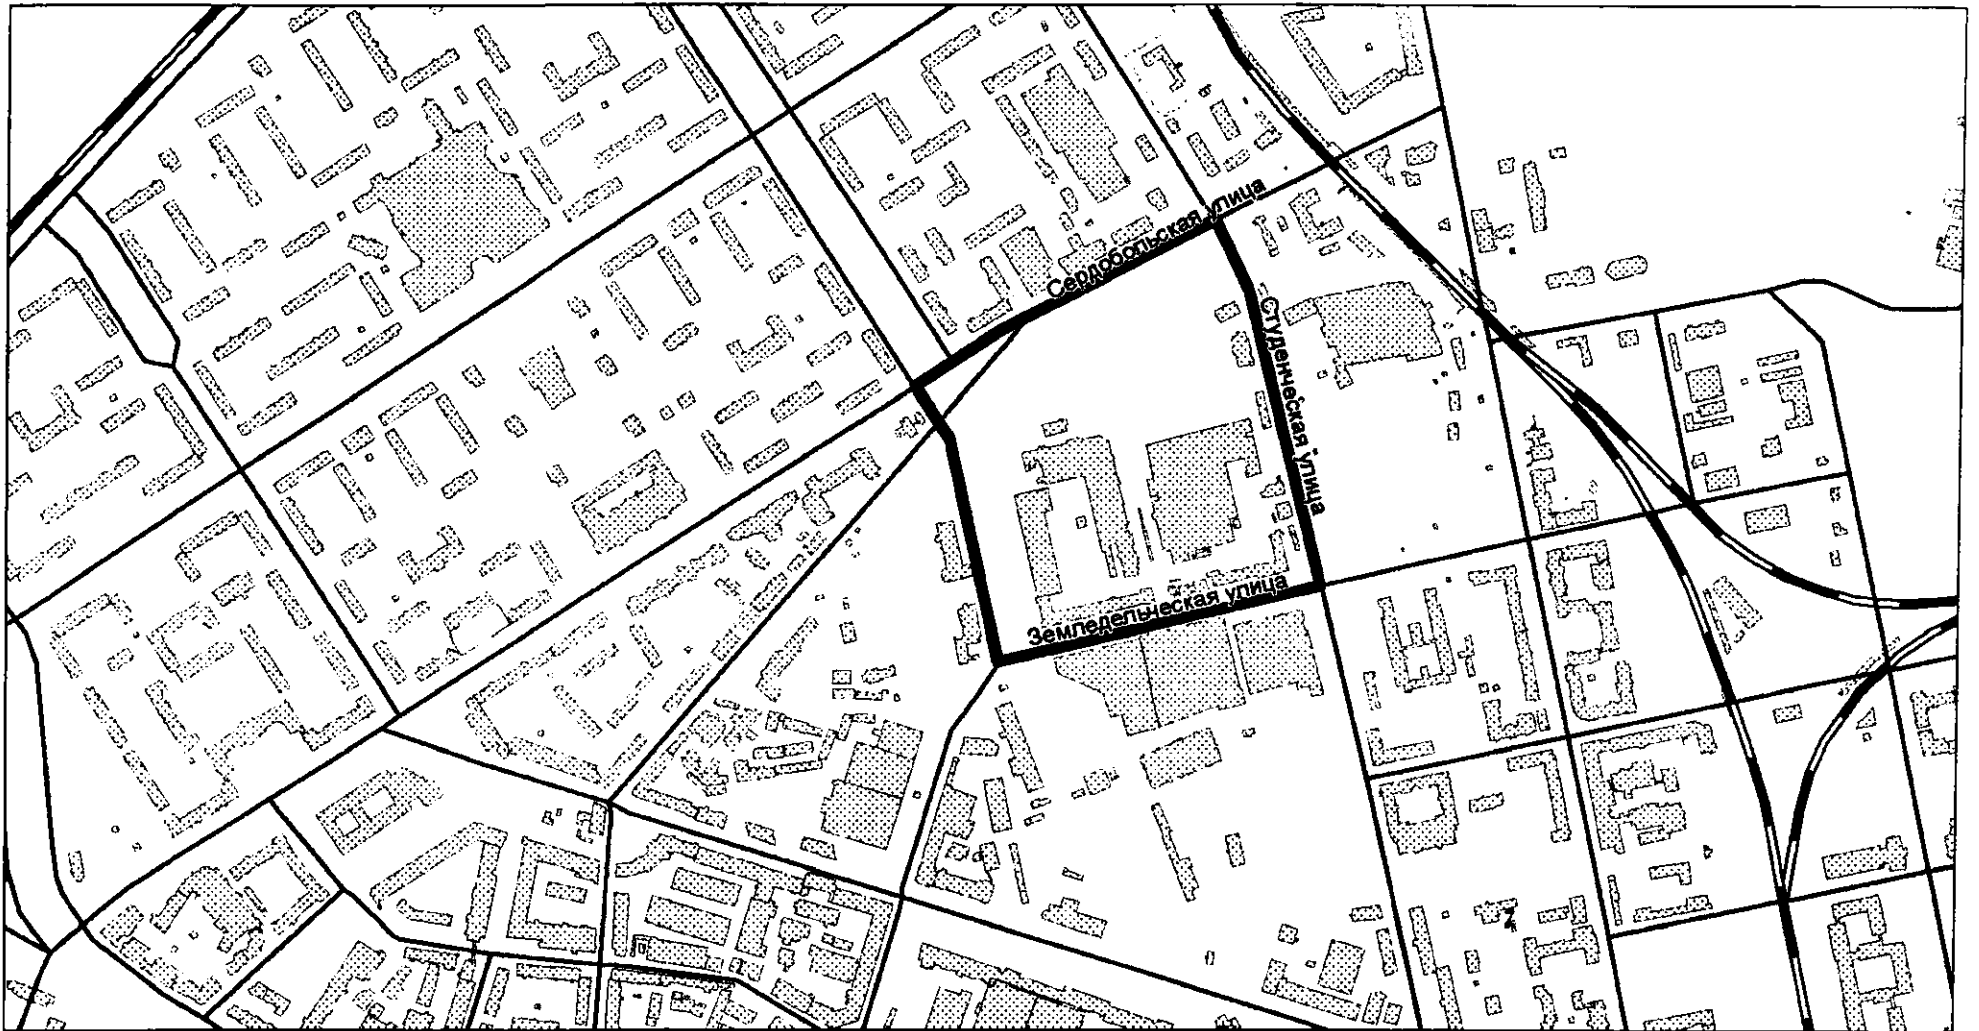 Сердобольская улица
Студенческая улица
Земледельческая улица